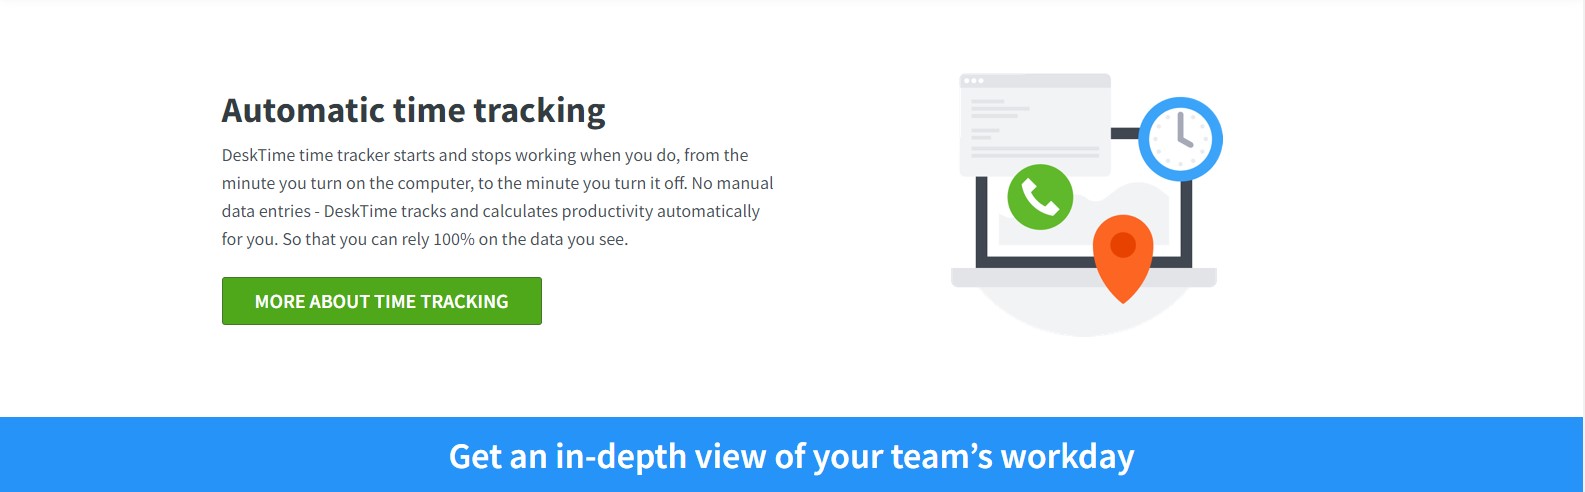 Automatic time tracking
DeskTime time tracker starts and stops working when you do, from the
minute you turn on the computer, to the minute you turn it off. No manual
data entries - DeskTime tracks and calculates productivity automatically
for you. So that you can rely 100% on the data you see.
MORE ABOUT TIME TRACKING
Get an in-depth view of your team’s workday